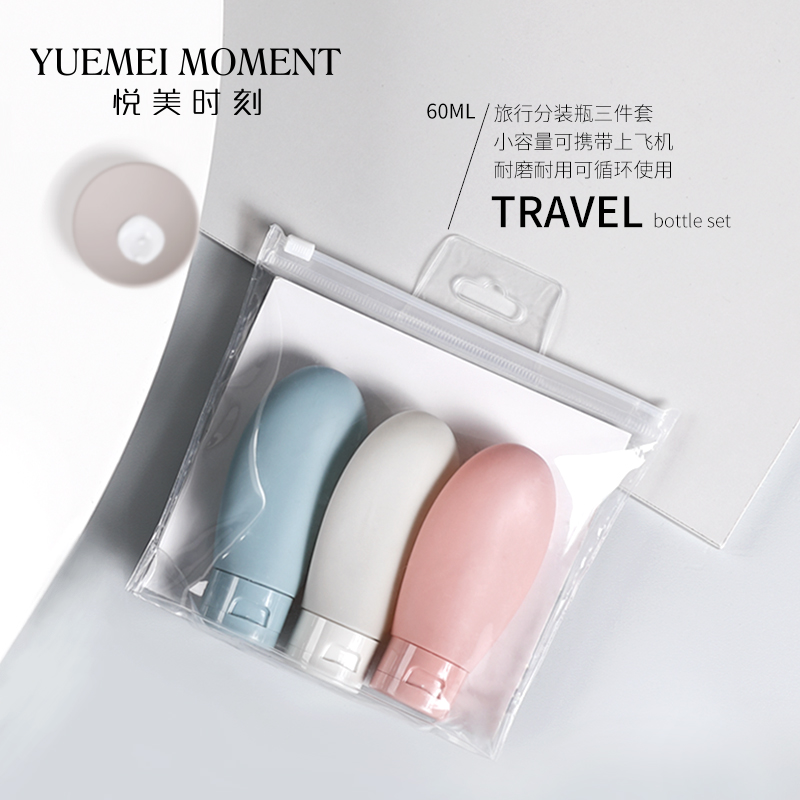 YUEMEI MOMENT
悦美时刻
60ML
旅行分装瓶三件套
小容量可携带上飞机
耐磨耐用可循环使用
TRAVEL bottle set